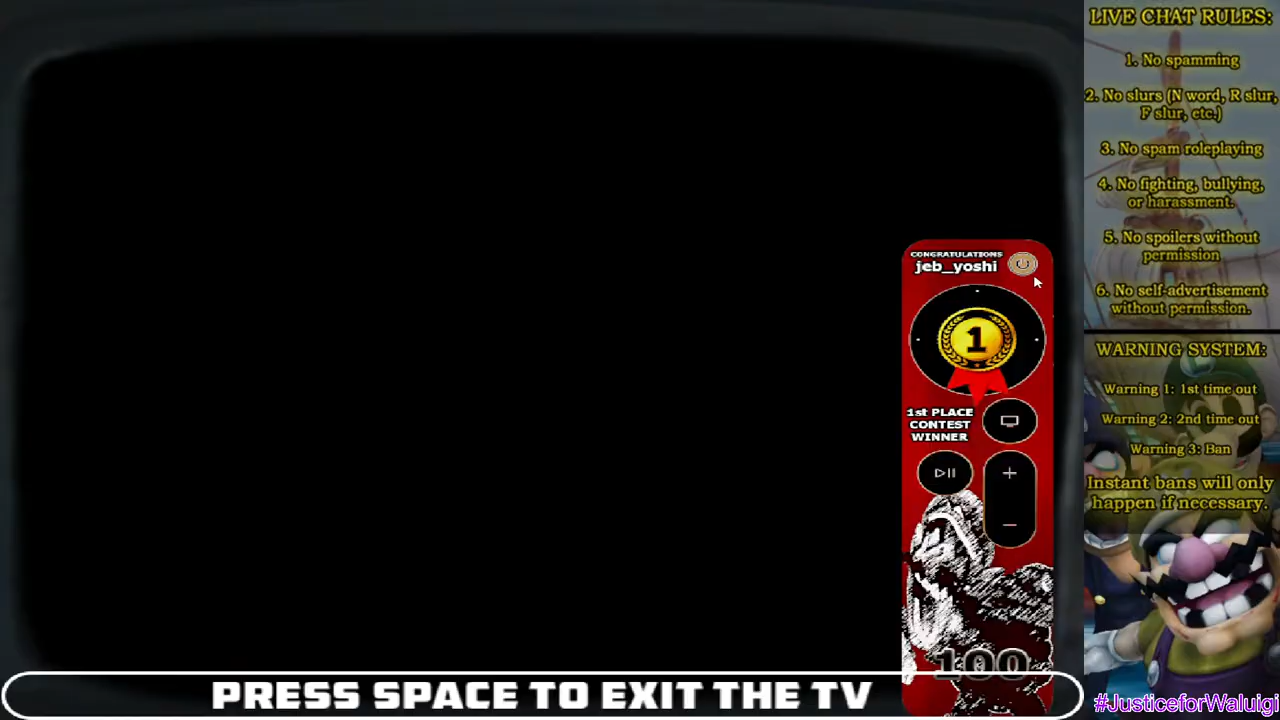 CONGRATULATIONS
jeb_yoshi
1
1st PLACE
CONTEST
WINNER
100
PRESS SPACE TO EXIT THE TV
LIVE CHAT RULES:
1. No spamming
2. No slurs (N word, R slur,
F slur, etc.)
3. No spam roleplaying
4. No fighting, bullying,
or harassment.
5. No spoilers without
permission
6. No self-advertisement
without permission.
WARNING SYSTEM:
Warning 1: 1st time out
Warning 2: 2nd time out
Warning 3: Ban
Instant bans will only
happen if necessary.
#JusticeforWaluigi